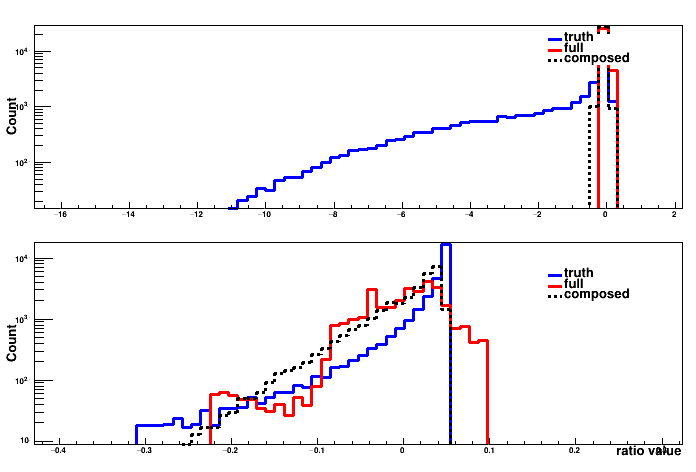 Count
10⁴
10³
10²
truth
full
composed
−16 −14 −12 −10 −8 −6 −4 −2 0 2
Count
10⁴
10³
10²
10
truth
full
composed
−0.4 −0.3 −0.2 −0.1 0 0.1 0.2
ratio value